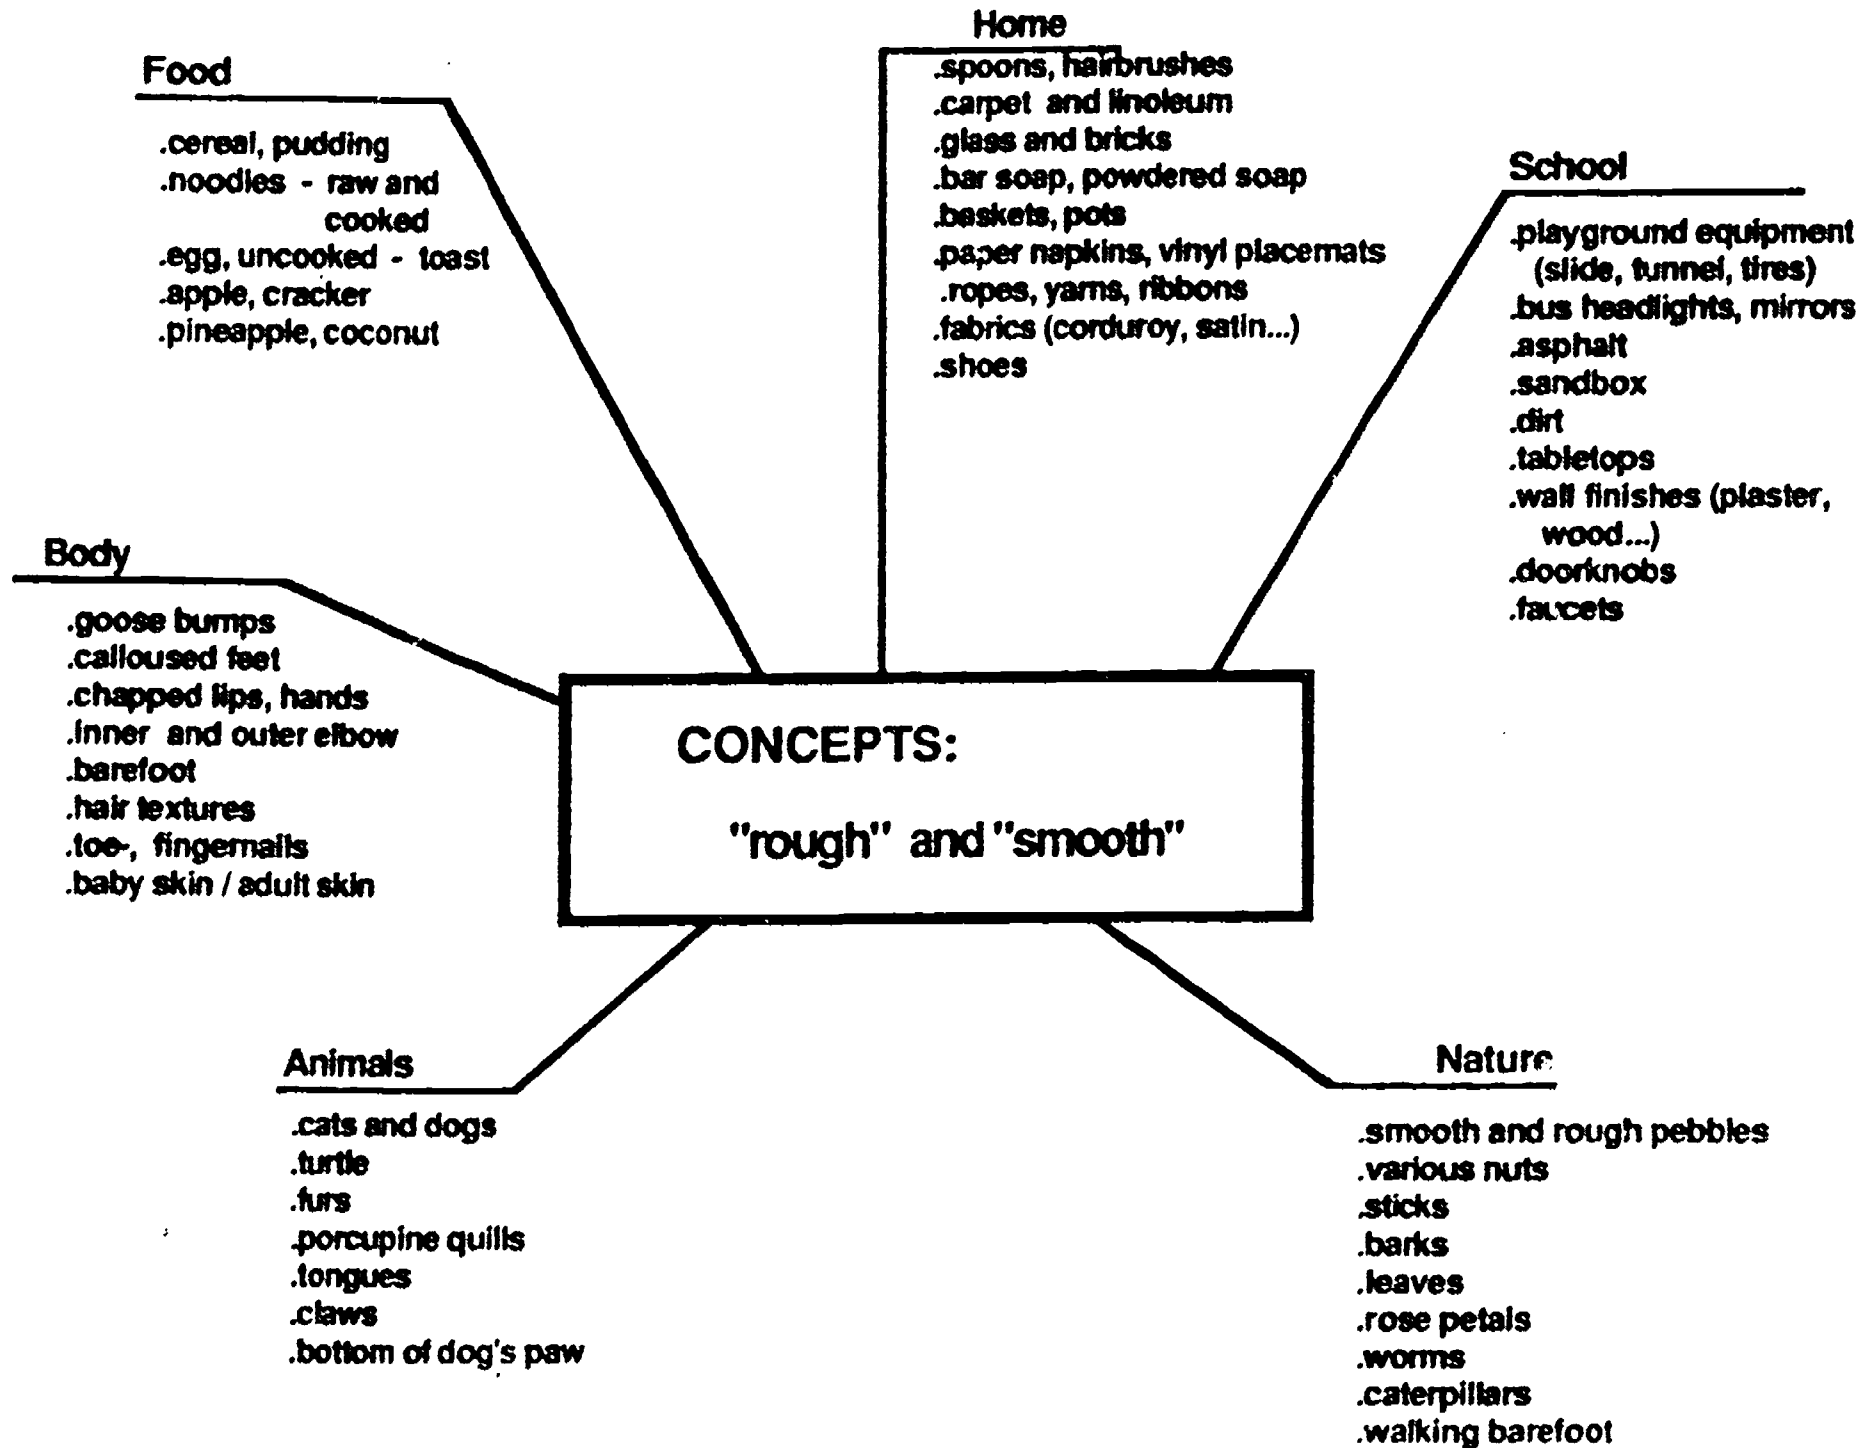 Home
.spoons, hairbrushes
.carpet and linoleum
.glass and bricks
.bar soap, powdered soap
.baskets, pots
.paper napkins, vinyl placemats
.ropes, yarns, ribbons
.fabrics (corduroy, satin...)
.shoes
Food
.cereal, pudding
.noodles - raw and
cooked
.egg, uncooked - toast
.apple, cracker
.pineapple, coconut
School
.playground equipment
(slide, tunnel, tires)
.bus headlights, mirrors
.asphalt
.sandbox
.dirt
.tabletops
.wall finishes (plaster,
wood...)
.doorknobs
.faucets
Body
.goose bumps
.calloused feet
.chapped lips, hands
.inner and outer elbow
.barefoot
.hair textures
.toe-, fingernails
.baby skin / adult skin
CONCEPTS:
"rough" and "smooth"
Animals
.cats and dogs
.turtle
.furs
.porcupine quills
.tongues
.claws
.bottom of dog's paw
Nature
.smooth and rough pebbles
.various nuts
.sticks
.barks
.leaves
.rose petals
.worms
.caterpillars
.walking barefoot